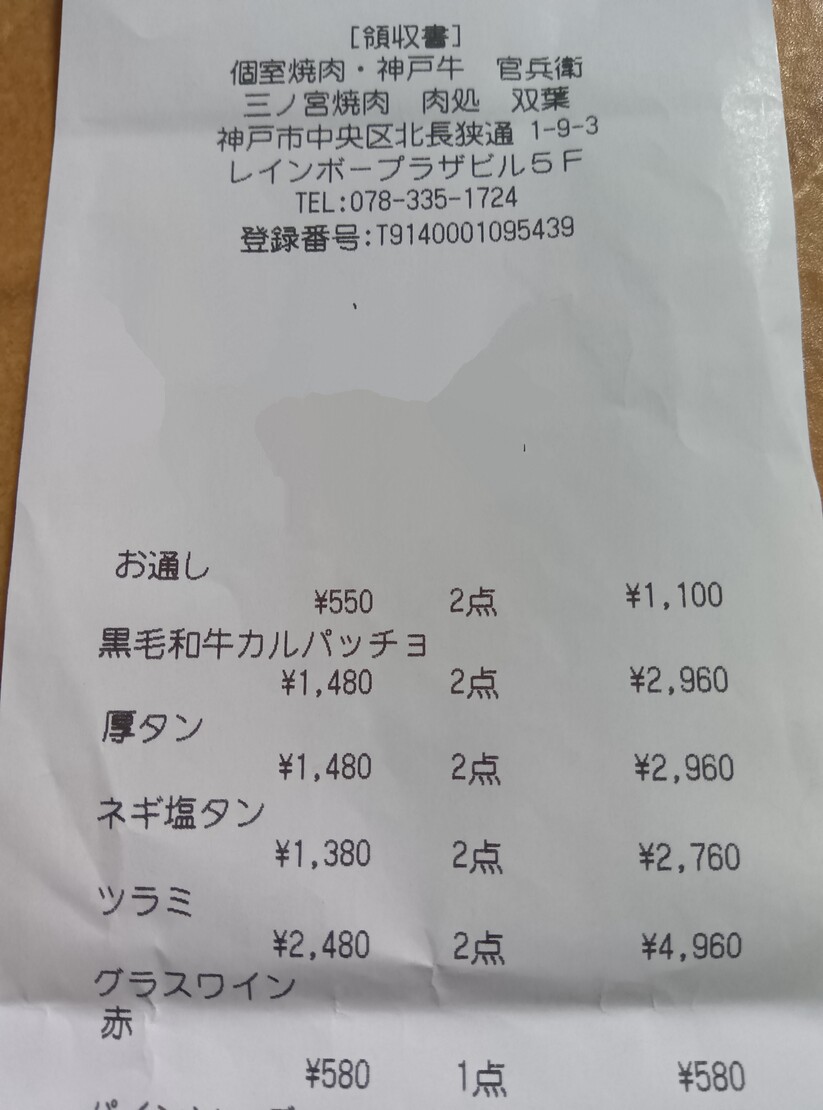 [領収書]
個室焼肉・神戸牛　官兵衛
三ノ宮焼肉　肉処　双葉
神戸市中央区北長狭通 1-9-3
レインボープラザビル５Ｆ
TEL:078-335-1724
登録番号:T9140001095439
お通し
¥550 2点 ¥1,100
黒毛和牛カルパッチョ
¥1,480 2点 ¥2,960
厚タン
¥1,480 2点 ¥2,960
ネギ塩タン
¥1,380 2点 ¥2,760
ツラミ
¥2,480 2点 ¥4,960
グラスワイン
赤
¥580 1点 ¥580